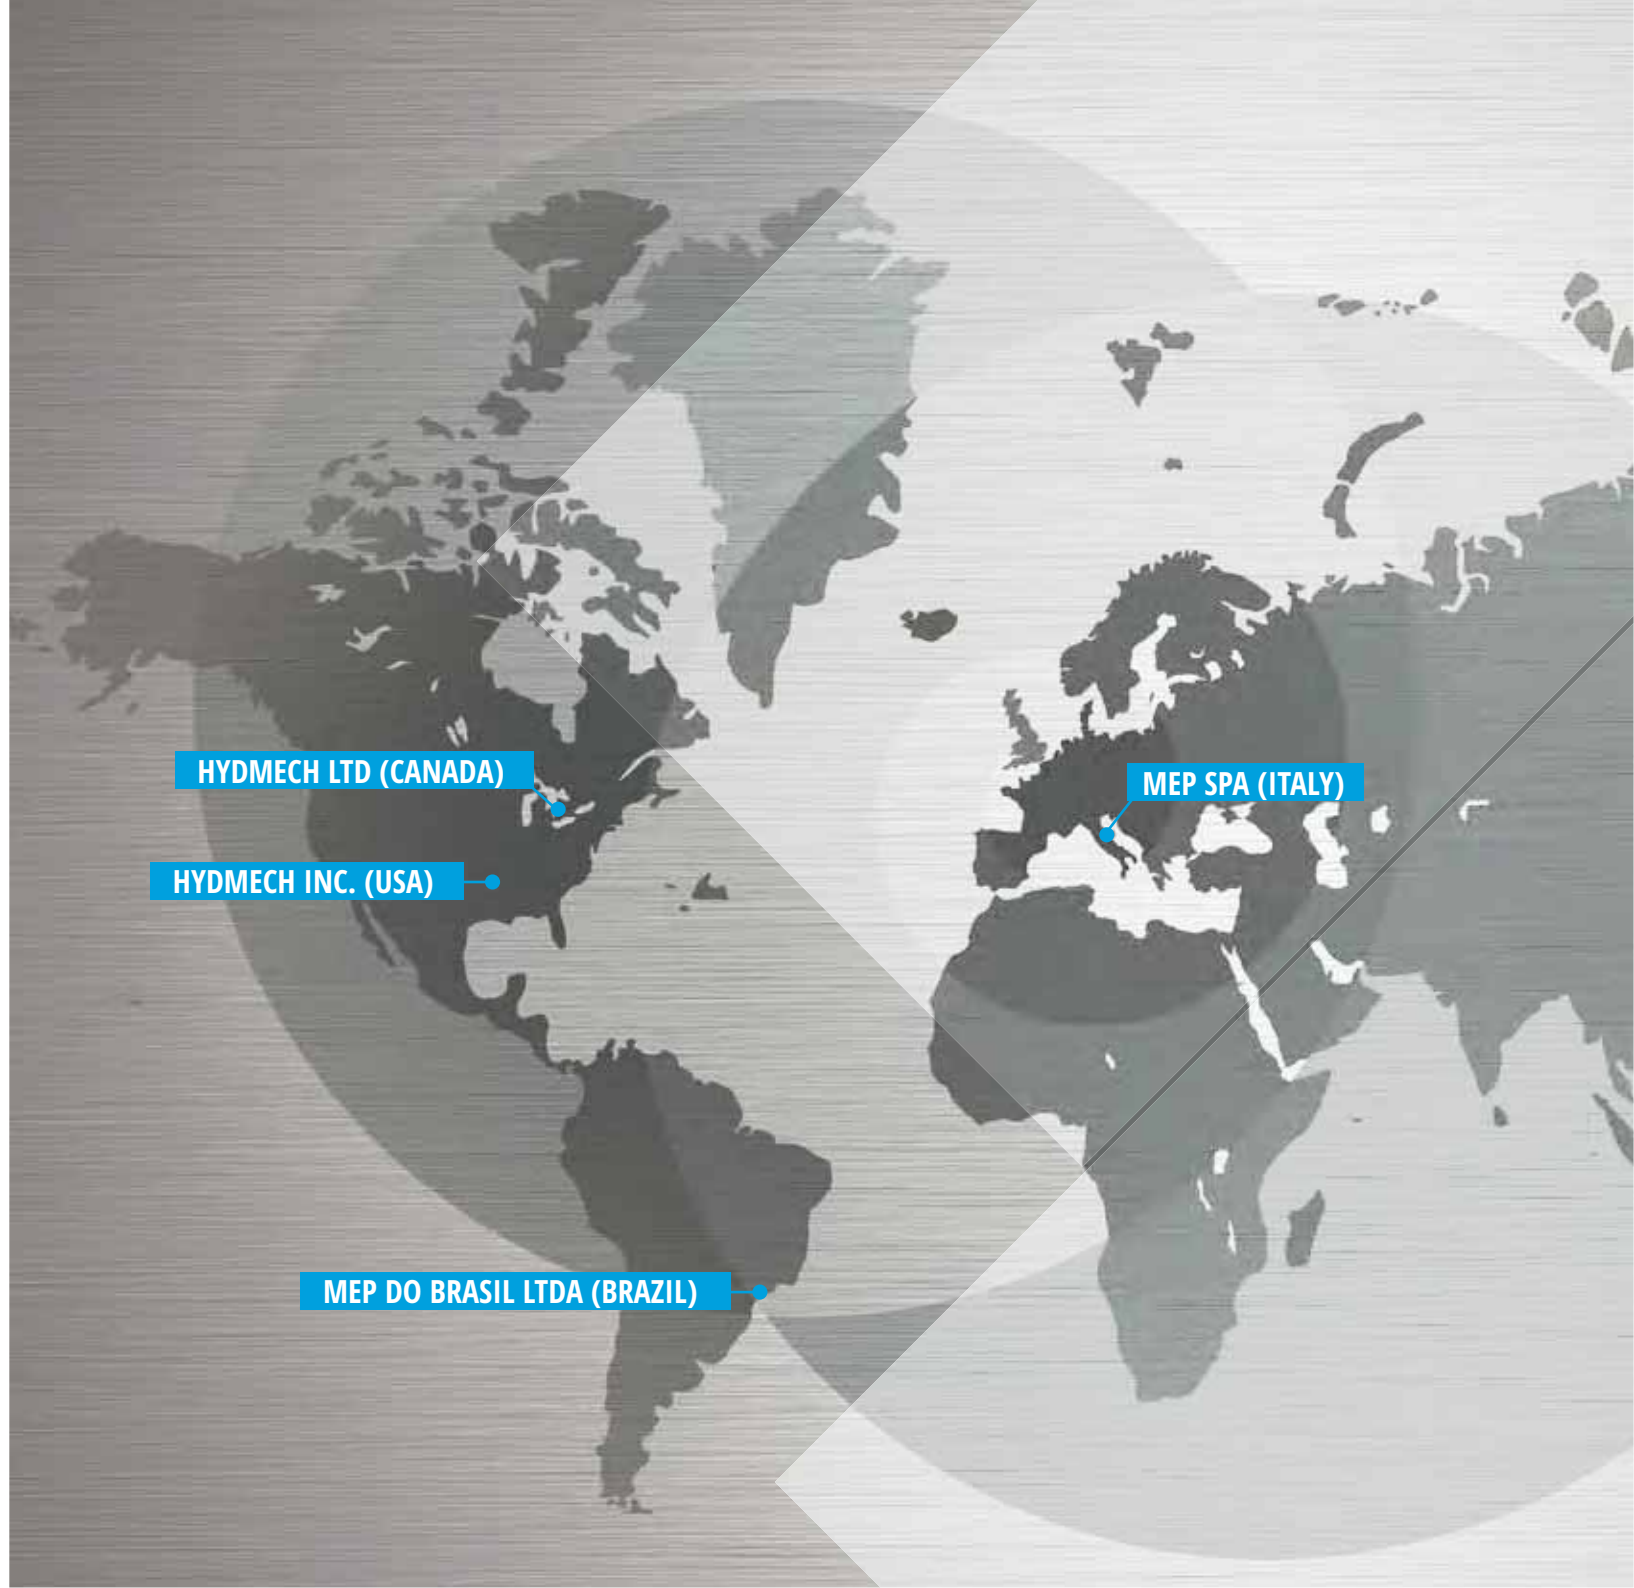 HYDMECH LTD (CANADA)
MEP SPA (ITALY)
HYDMECH INC. (USA)
MEP DO BRASIL LTDA (BRAZIL)